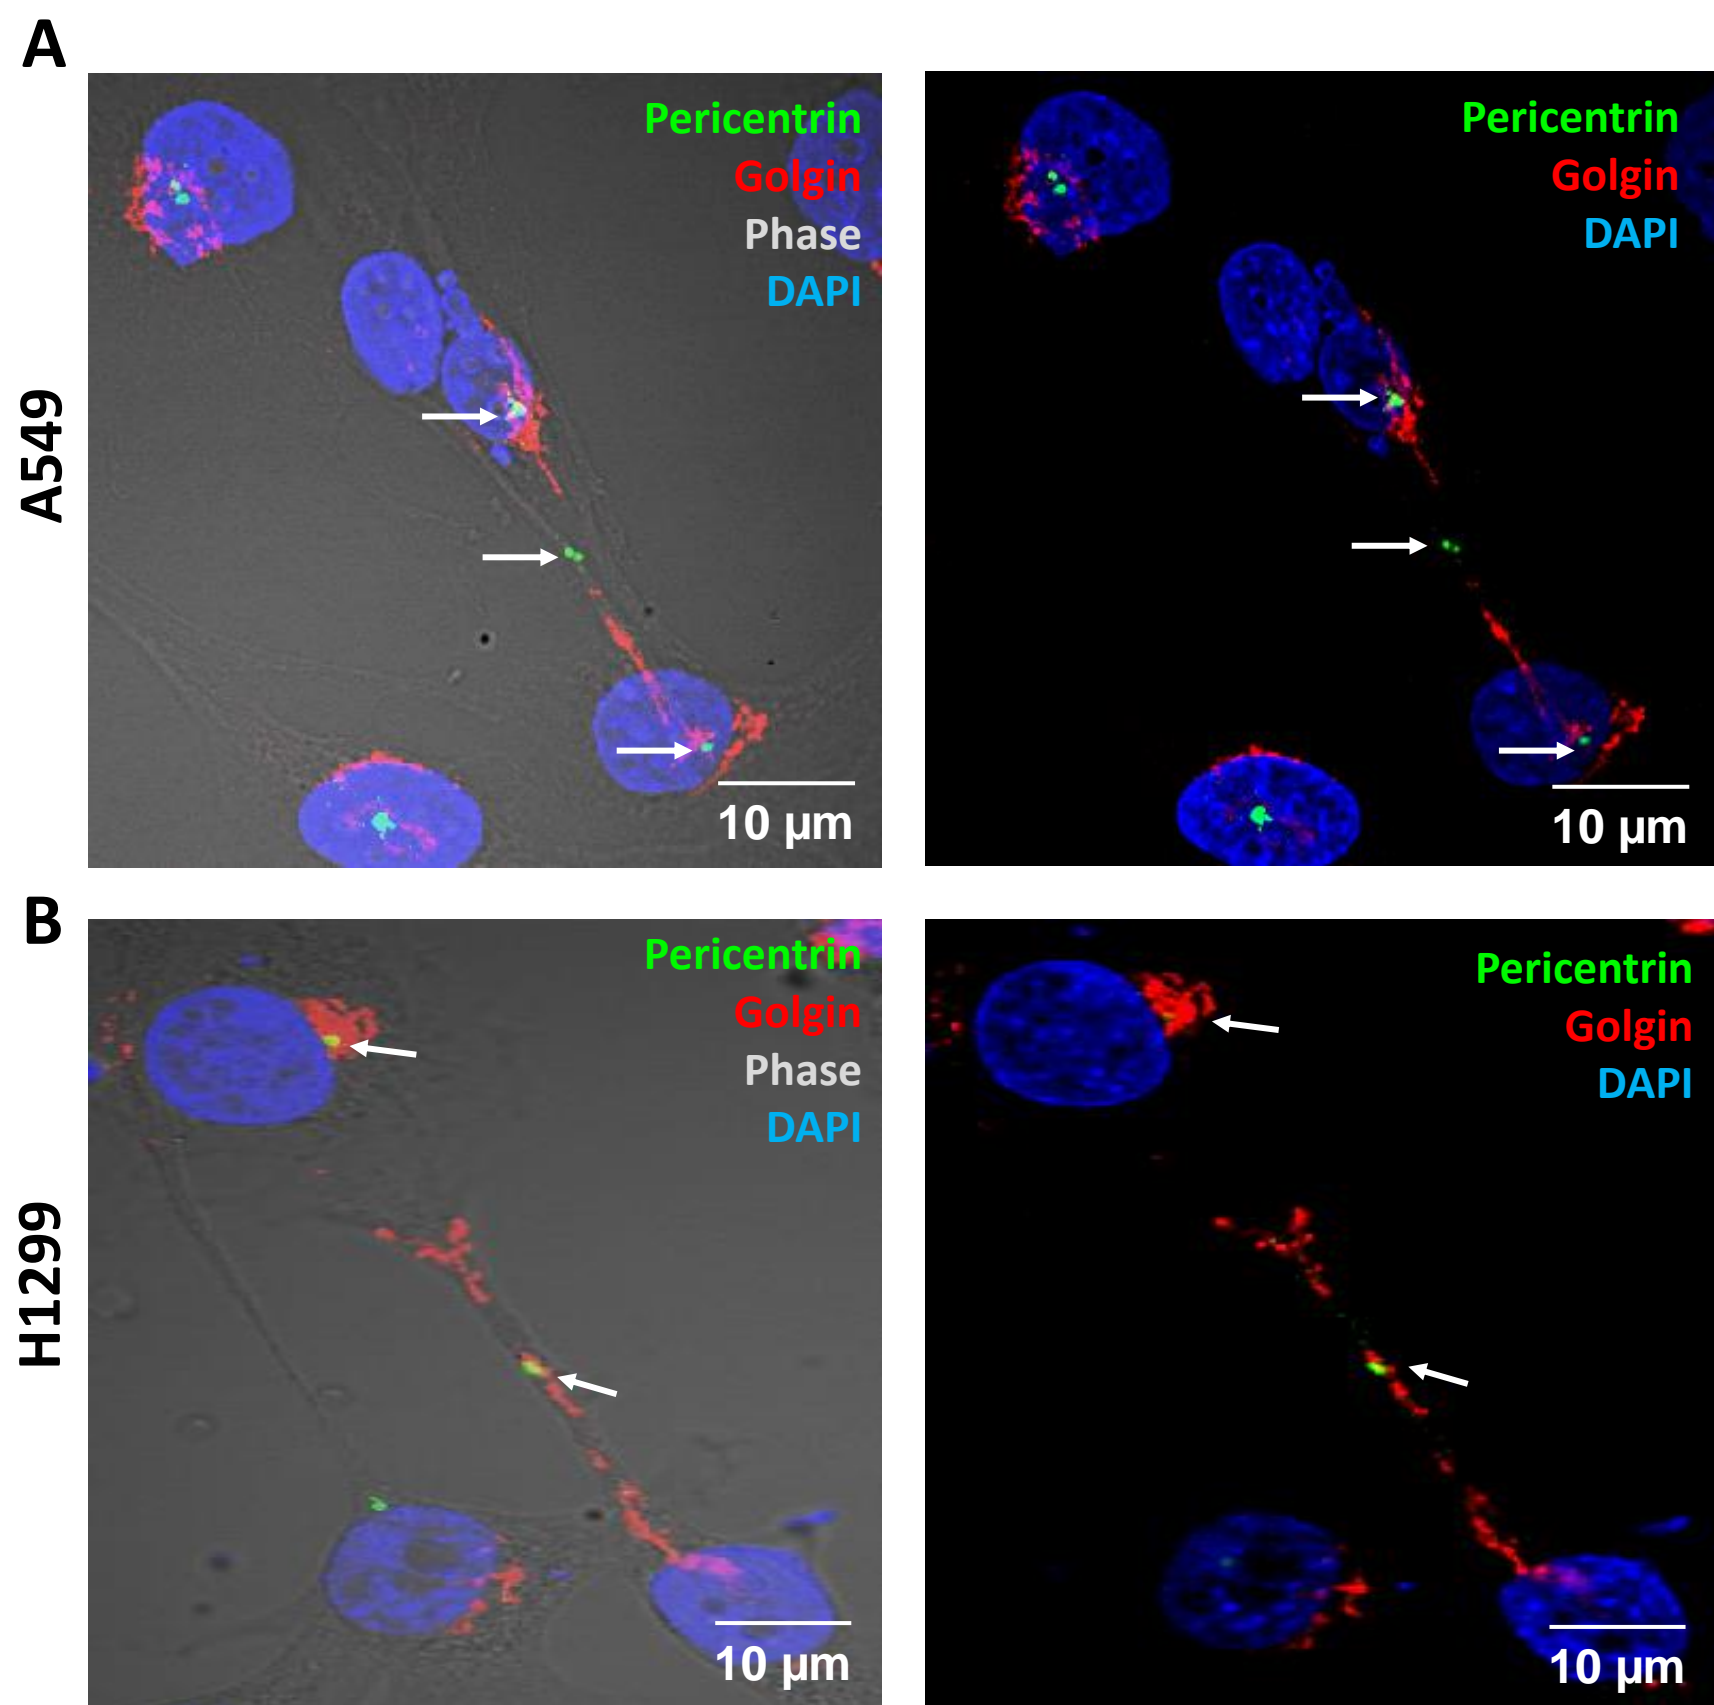 A
A549
Pericentrin
Golgin
Phase
DAPI
10 µm
Pericentrin
Golgin
DAPI
10 µm
B
H1299
Pericentrin
Golgin
Phase
DAPI
10 µm
Pericentrin
Golgin
DAPI
10 µm